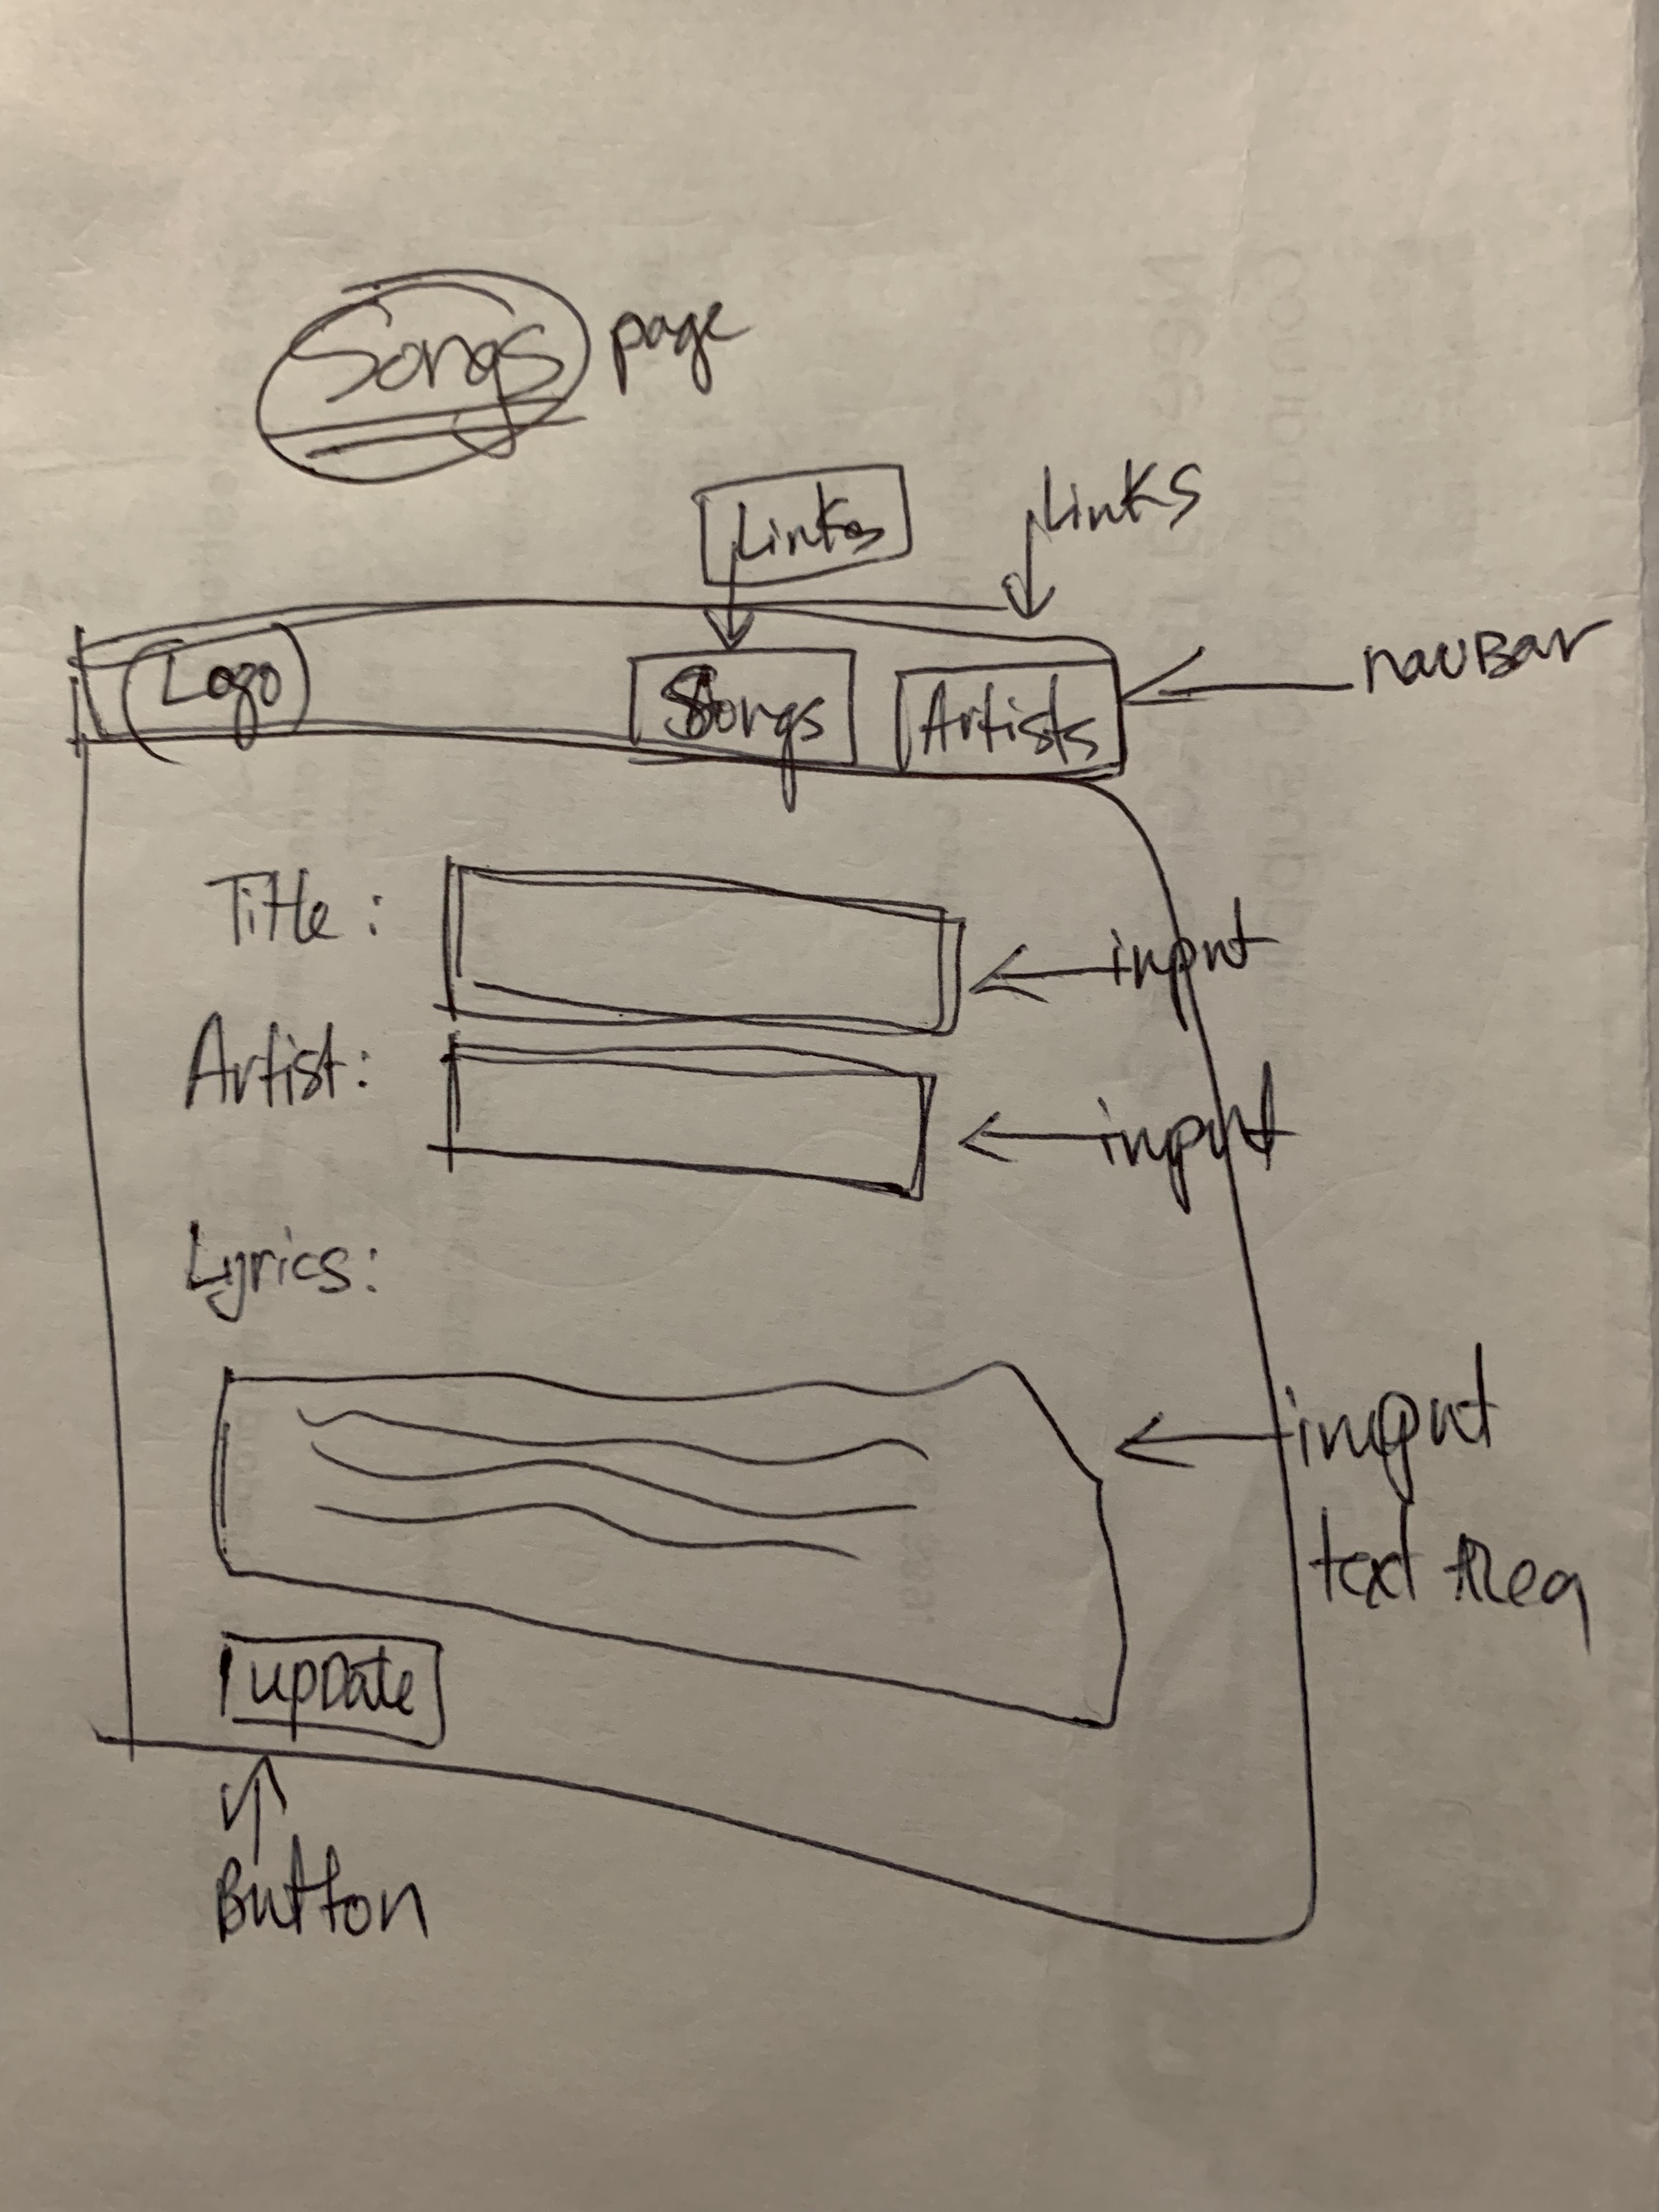 Songs page
Links
Links
Logo
Songs
Artists
navBar
Title:
input
Artist:
input
Lyrics:
input
text Area
upDate
Button